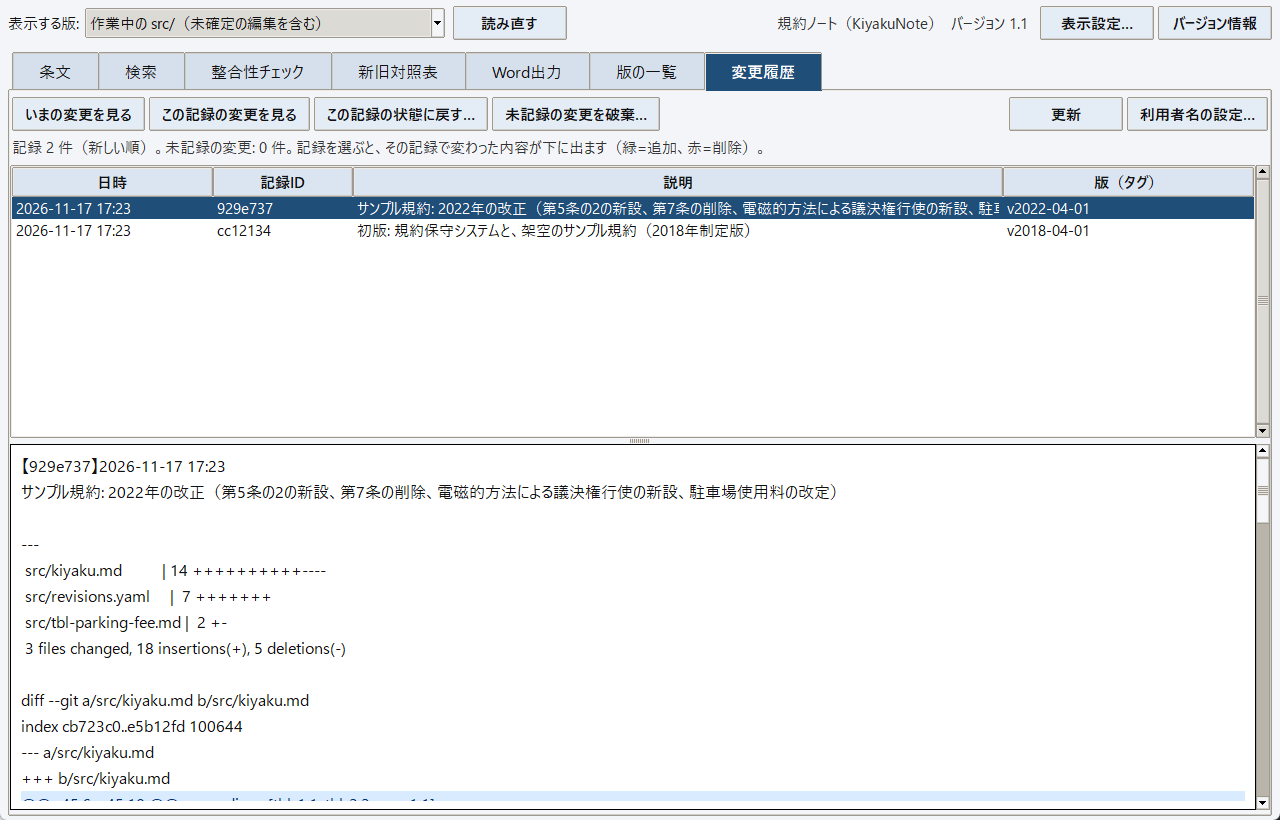 表示する版: 作業中の src/（未確定の編集を含む） 読み直す 規約ノート（KiyakuNote） バージョン 1.1 表示設定... バージョン情報
条文 検索 整合性チェック 新旧対照表 Word出力 版の一覧 変更履歴
いまの変更を見る この記録の変更を見る この記録の状態に戻す... 未記録の変更を破棄... 更新 利用者名の設定...
記録 2 件（新しい順）。未記録の変更: 0 件。記録を選ぶと、その記録で変わった内容が下に出ます（緑=追加、赤=削除）。
日時 記録ID 説明 版（タグ）
2026-11-17 17:23 929e737 サンプル規約: 2022年の改正（第5条の2の新設、第7条の削除、電磁的方法による議決権行使の新設、駐車 v2022-04-01
2026-11-17 17:23 cc12134 初版: 規約保守システムと、架空のサンプル規約（2018年制定版） v2018-04-01
【929e737】2026-11-17 17:23
サンプル規約: 2022年の改正（第5条の2の新設、第7条の削除、電磁的方法による議決権行使の新設、駐車場使用料の改定）
---
src/kiyaku.md | 14 ++++++++++----
src/revisions.yaml | 7 +++++++
src/tbl-parking-fee.md | 2 +-
3 files changed, 18 insertions(+), 5 deletions(-)
diff --git a/src/kiyaku.md b/src/kiyaku.md
index cb723c0..e5b12fd 100644
--- a/src/kiyaku.md
+++ b/src/kiyaku.md